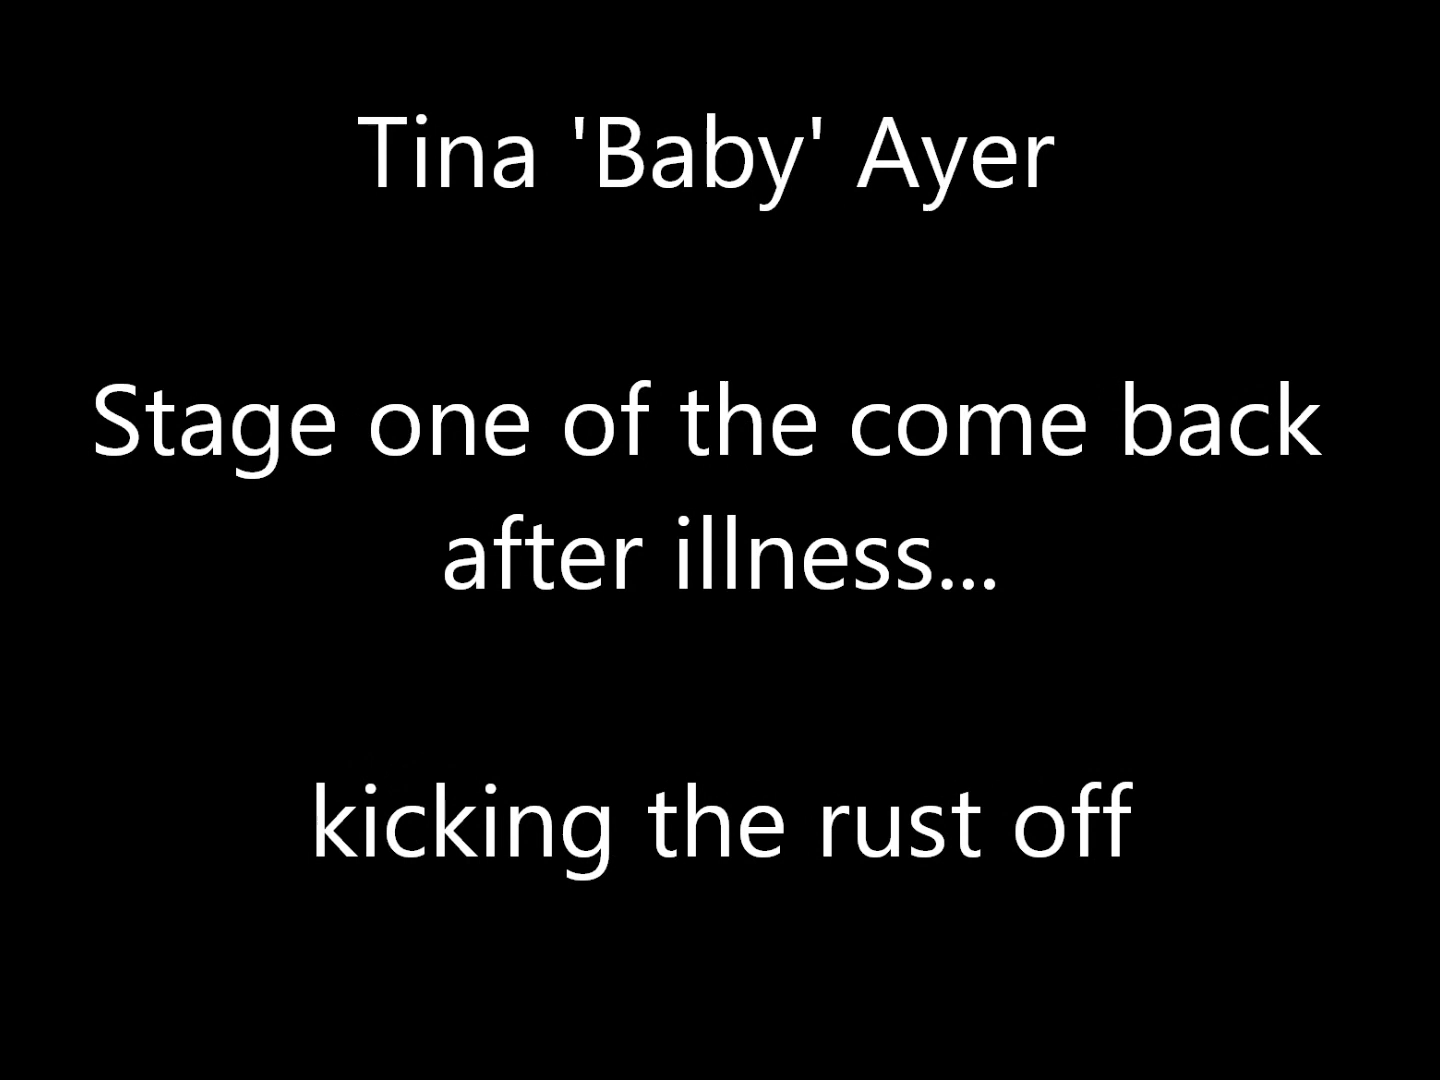 Tina 'Baby' Ayer
Stage one of the come back
after illness...
kicking the rust off